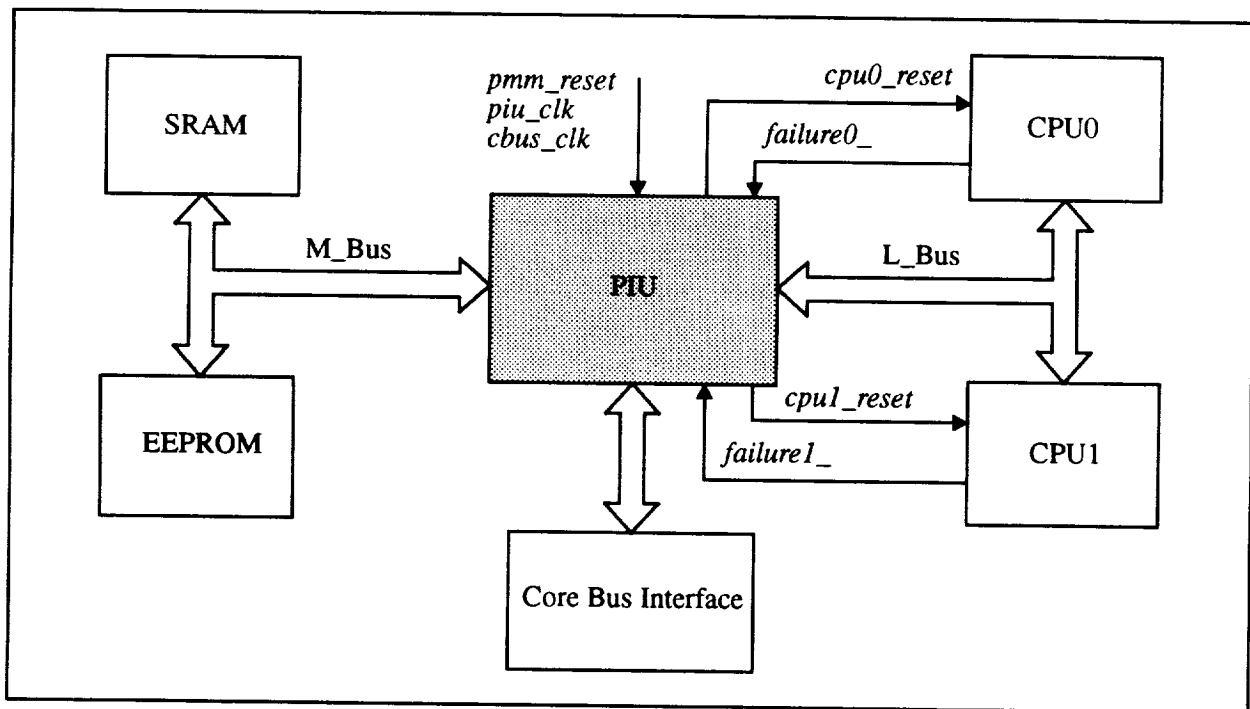 SRAM
pmm_reset
piu_clk
cbus_clk
cpu0_reset
failure0_
CPU0
M_Bus
PIU
L_Bus
EEPROM
cpu1_reset
failure1_
CPU1
Core Bus Interface